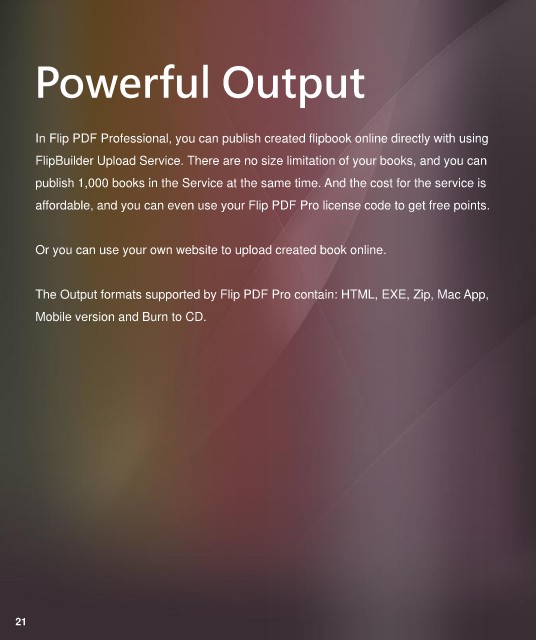 Powerful Output
In Flip PDF Professional, you can publish created flipbook online directly with using
FlipBuilder Upload Service. There are no size limitation of your books, and you can
publish 1,000 books in the Service at the same time. And the cost for the service is
affordable, and you can even use your Flip PDF Pro license code to get free points.
Or you can use your own website to upload created book online.
The Output formats supported by Flip PDF Pro contain: HTML, EXE, Zip, Mac App,
Mobile version and Burn to CD.
21